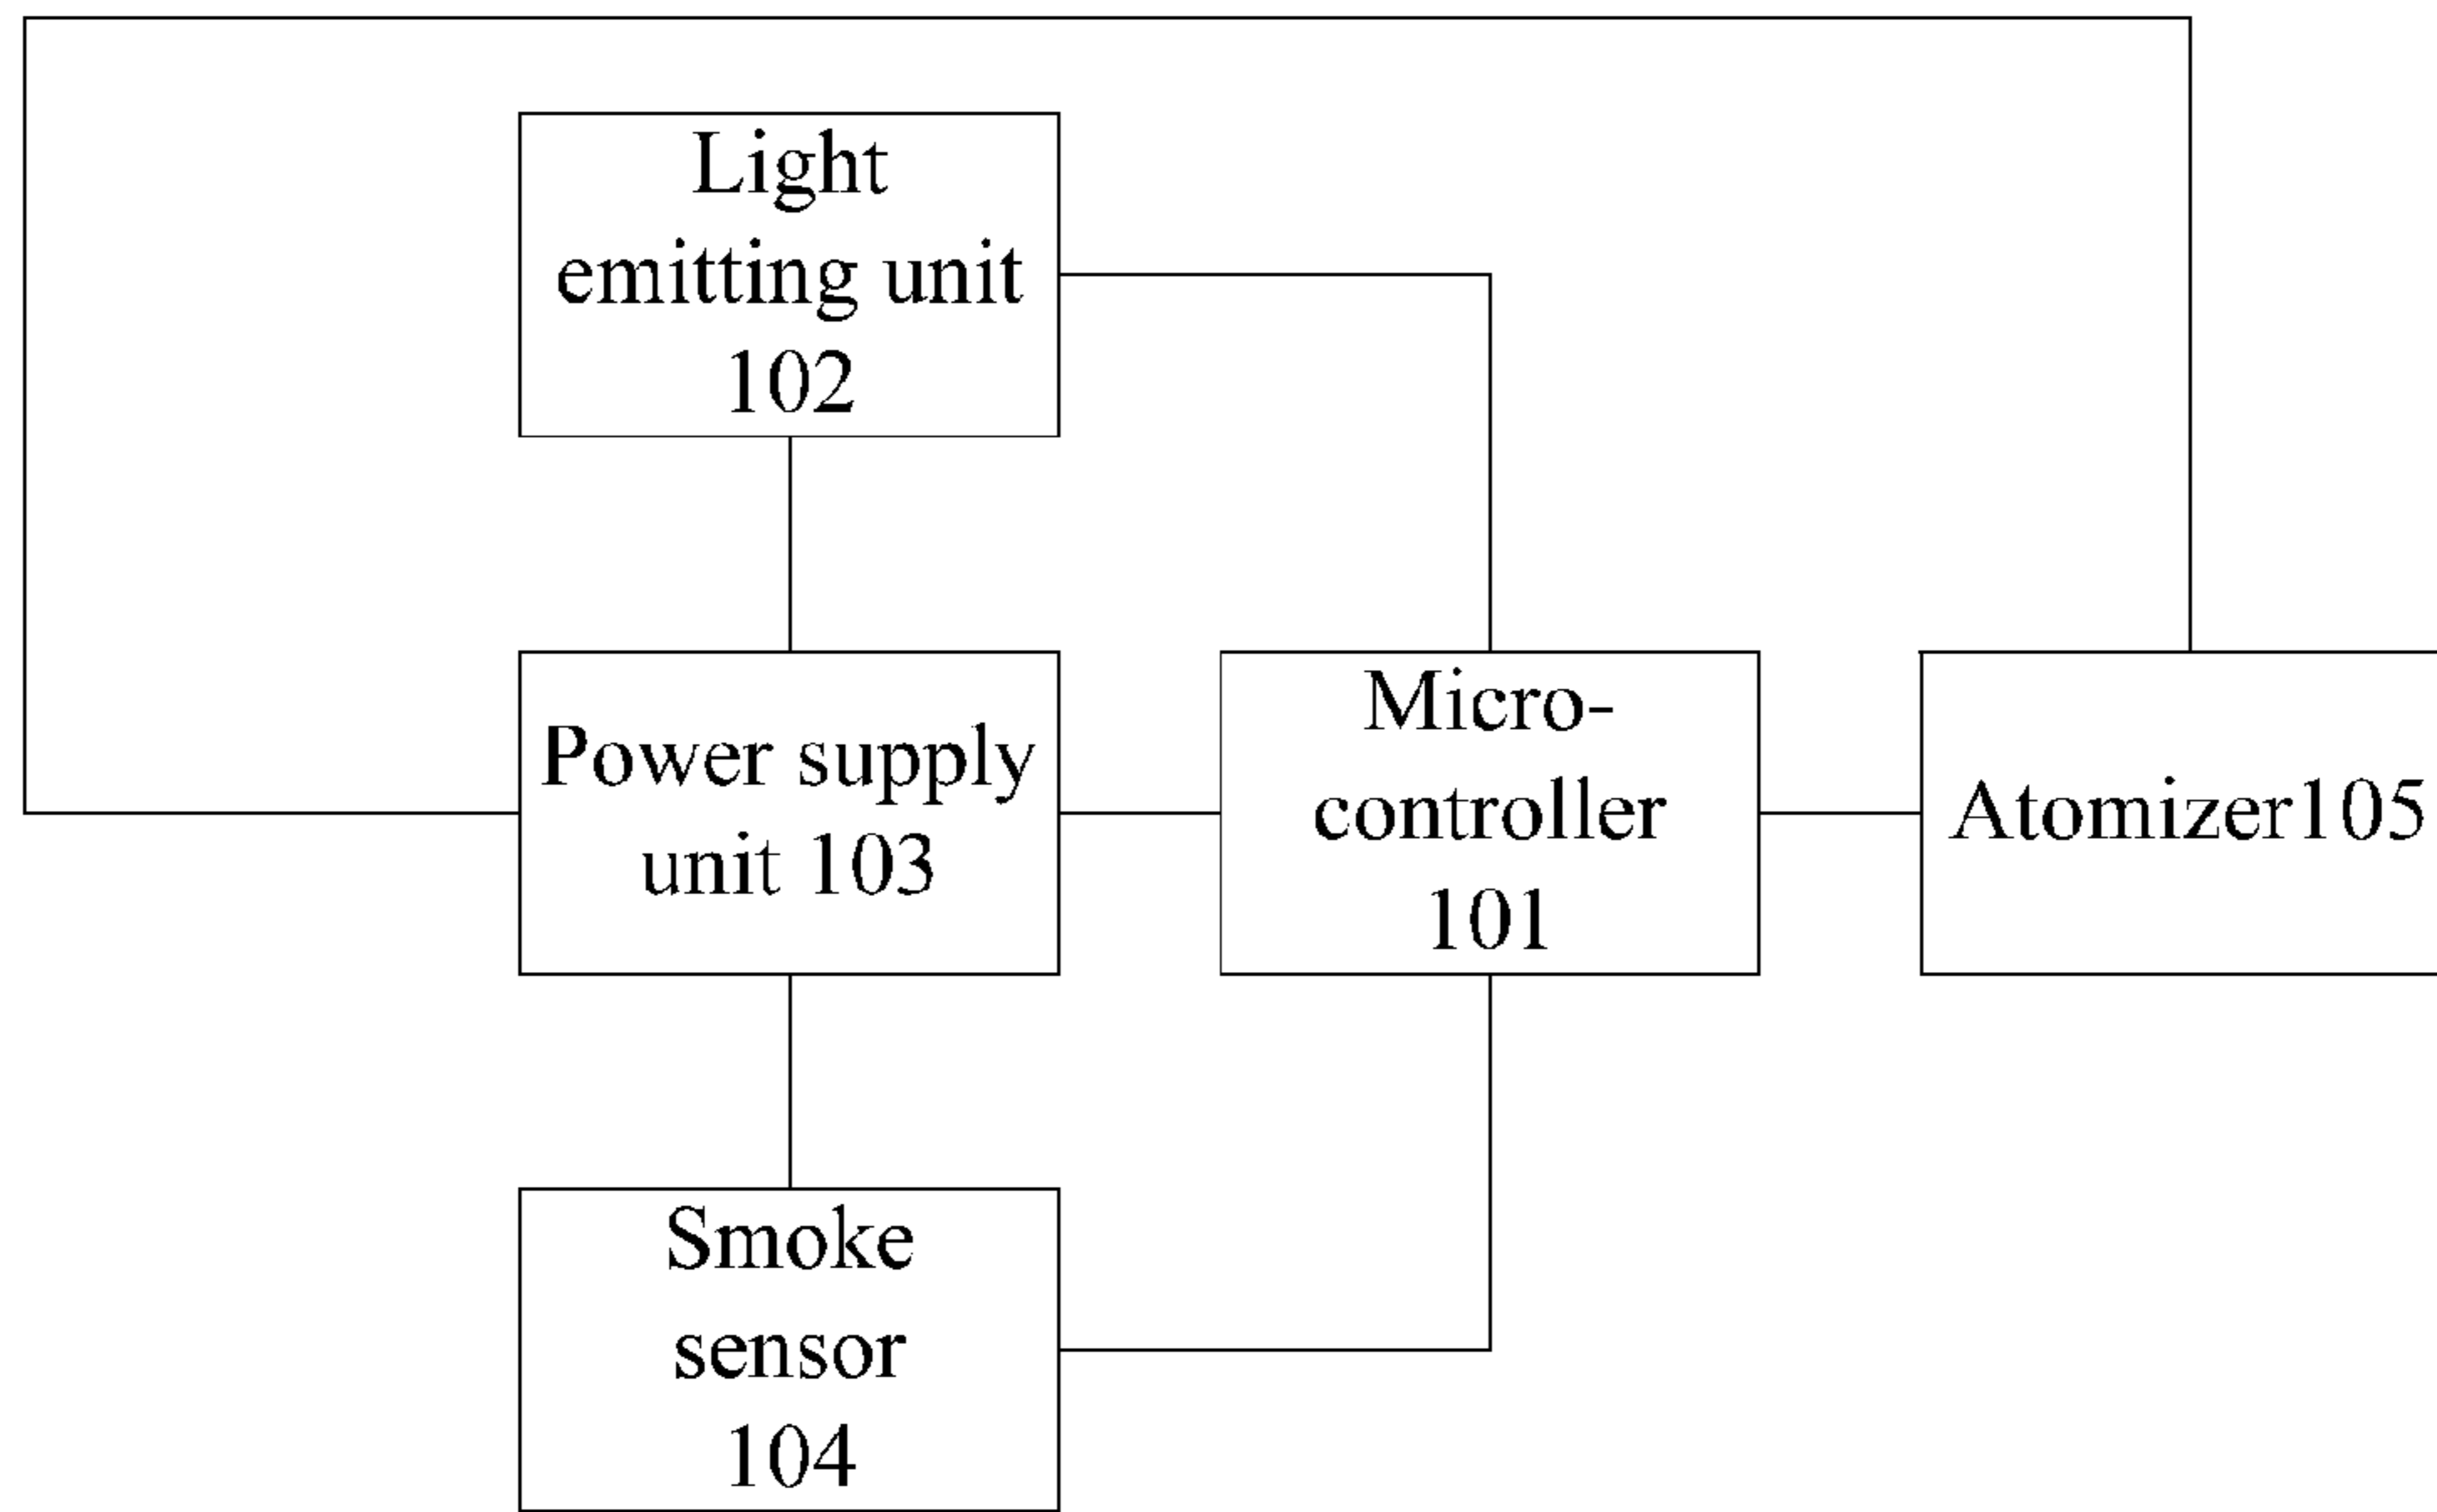 Light
emitting unit
102
Power supply
unit 103
Micro-
controller
101
Atomizer105
Smoke
sensor
104